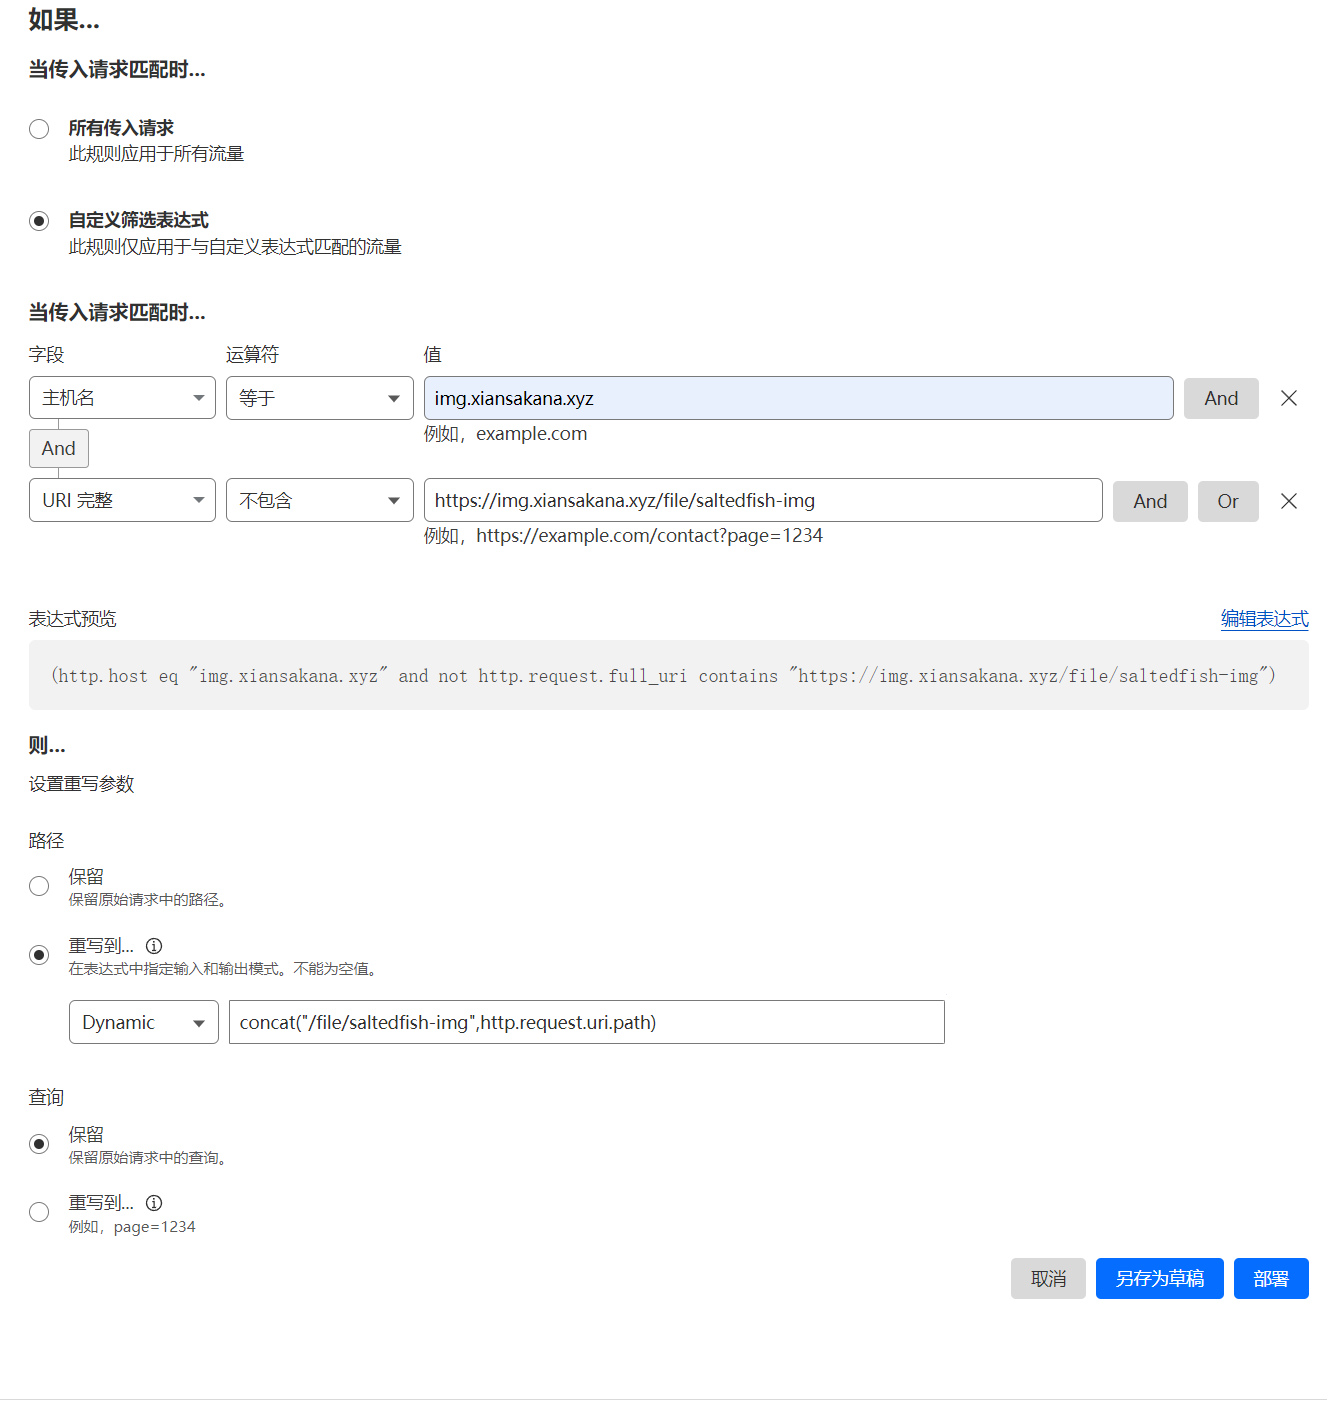 如果...
当传入请求匹配时...
所有传入请求
此规则应用于所有流量
自定义筛选表达式
此规则仅应用于与自定义表达式匹配的流量
当传入请求匹配时...
字段 运算符 值
主机名 等于 img.xiansakana.xyz And
例如，example.com
And
URI 完整 不包含 https://img.xiansakana.xyz/file/saltedfish-img And Or
例如，https://example.com/contact?page=1234
表达式预览 编辑表达式
(http.host eq "img.xiansakana.xyz" and not http.request.full_uri contains "https://img.xiansakana.xyz/file/saltedfish-img")
则...
设置重写参数
路径
保留
保留原始请求中的路径。
重写到...
在表达式中指定输入和输出模式。不能为空值。
Dynamic concat("/file/saltedfish-img",http.request.uri.path)
查询
保留
保留原始请求中的查询。
重写到...
例如，page=1234
取消 另存为草稿 部署